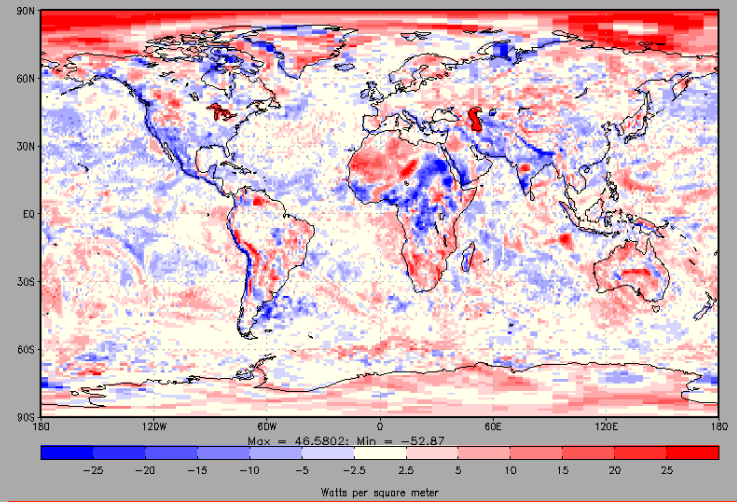 90N
60N
30N
EQ
30S
60S
90S
180 120W 60W 0 60E 120E 180
Max = 46.5802; Min = -52.87
-25 -20 -15 -10 -5 -2.5 2.5 5 10 15 20 25
Watts per square meter